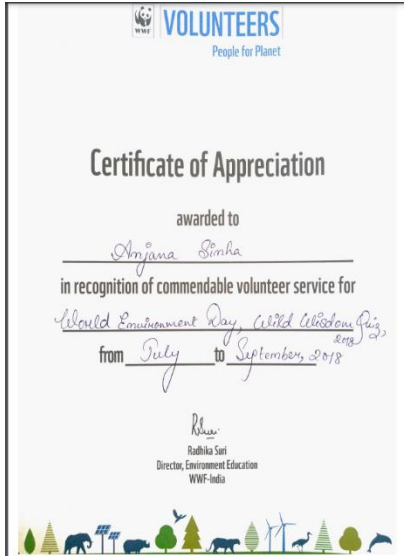 WWF VOLUNTEERS
People for Planet
Certificate of Appreciation
awarded to
Anjana Sinha
in recognition of commendable volunteer service for
World Environment Day, Wild Wisdom Quiz,
2018
from July to September, 2018
Radhika Suri
Director, Environment Education
WWF-India